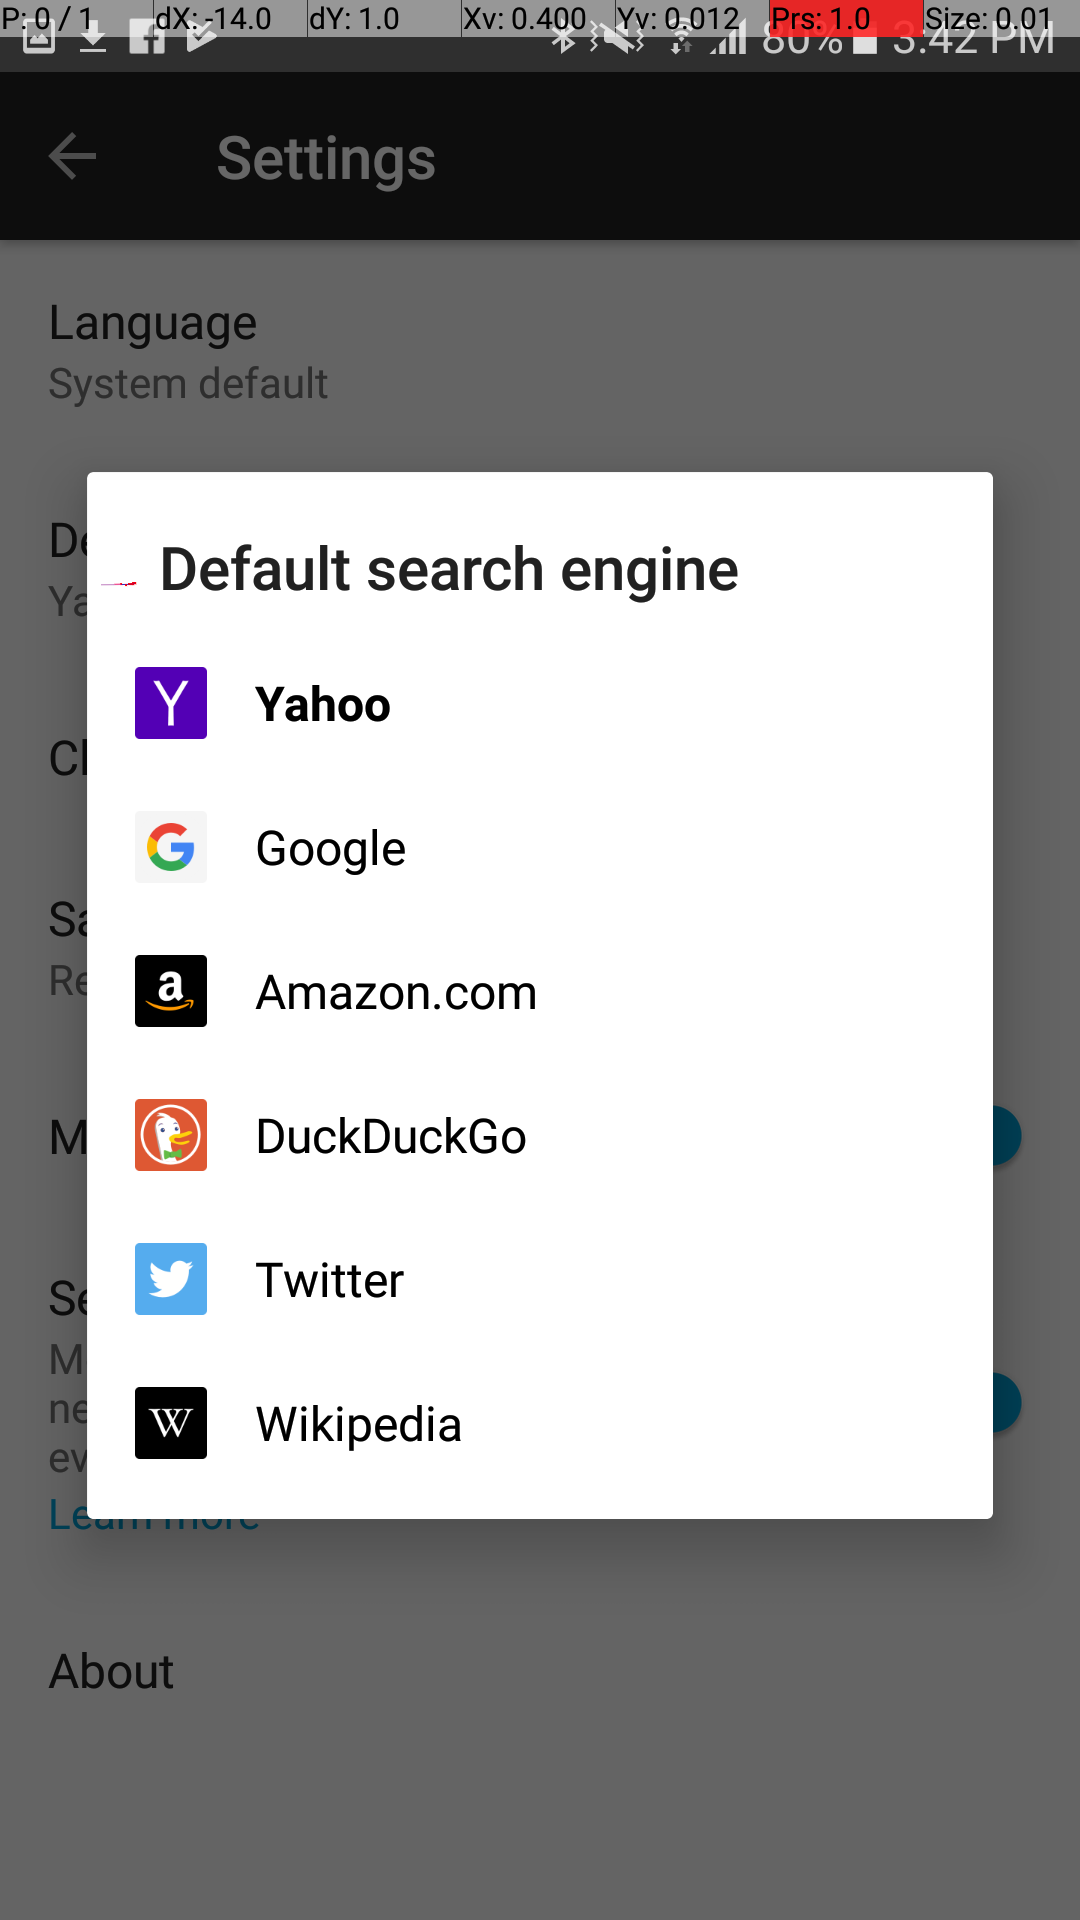 P: 0 / 1 dX: -14.0 dY: 1.0 Xv: 0.400 Yv: 0.012 Prs: 1.0 Size: 0.01
80% 3:42 PM
Settings
Language
System default
De
Default search engine
Ya
Yahoo
Google
Sa
Re
Amazon.com
M
DuckDuckGo
Se
Twitter
M
ne
Wikipedia
ev
Learn more
About